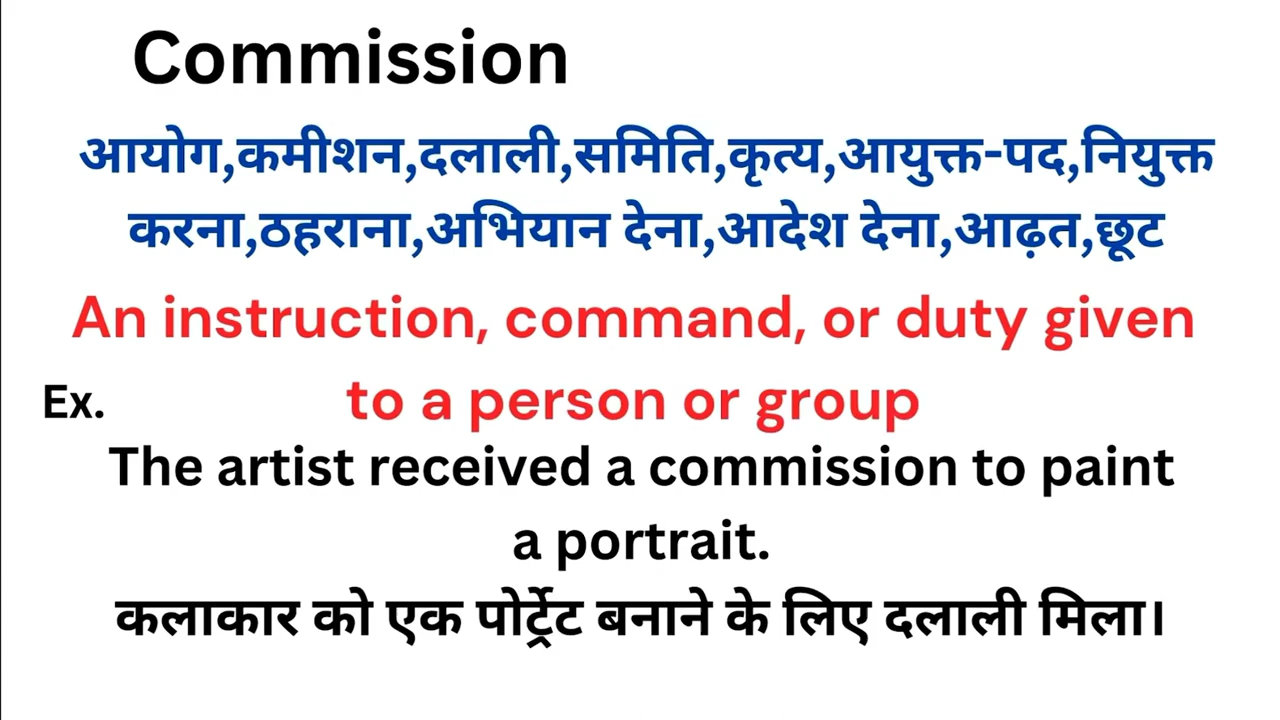 Commission
आयोग,कमीशन,दलाली,समिति,कृत्य,आयुक्त-पद,नियुक्त
करना,ठहराना,अभियान देना,आदेश देना,आढ़त,छूट
An instruction, command, or duty given
Ex. to a person or group
The artist received a commission to paint
a portrait.
कलाकार को एक पोर्ट्रेट बनाने के लिए दलाली मिला।